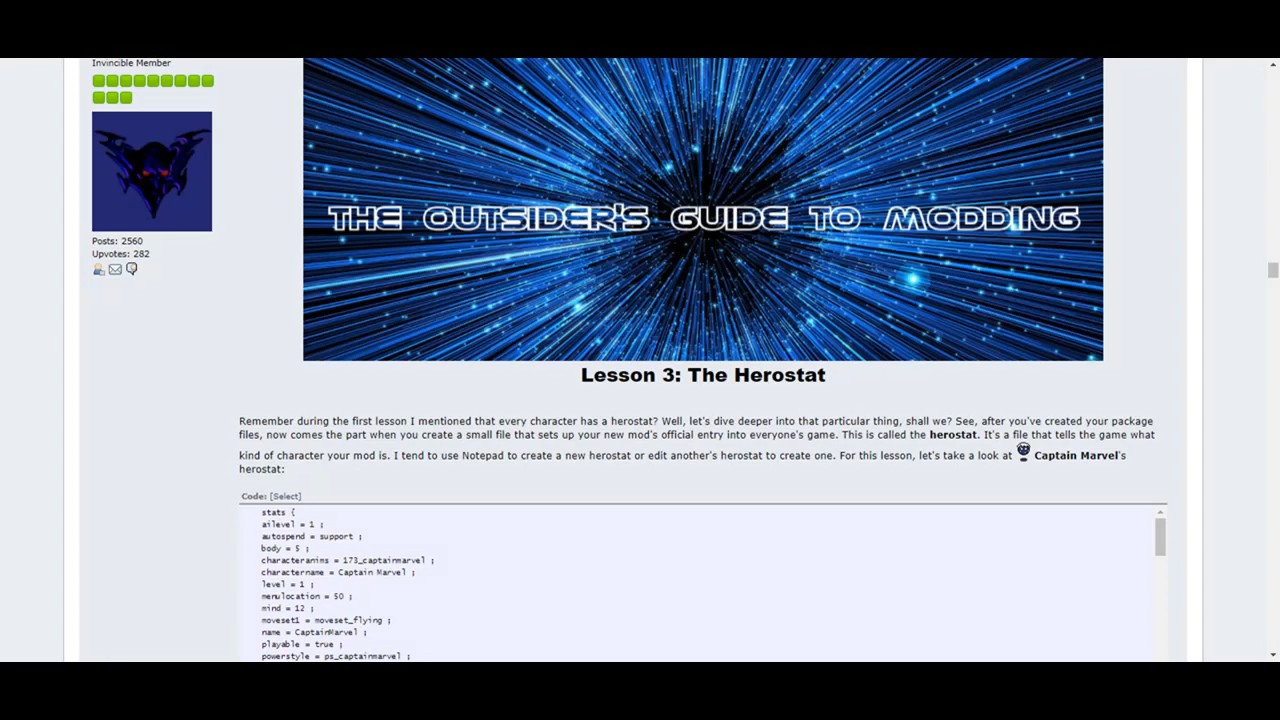 Invincible Member
Posts: 2560
Upvotes: 282
THE OUTSIDER'S GUIDE TO MODDING
Lesson 3: The Herostat
Remember during the first lesson I mentioned that every character has a herostat? Well, let's dive deeper into that particular thing, shall we? See, after you've created your package
files, now comes the part when you create a small file that sets up your new mod's official entry into everyone's game. This is called the herostat. It's a file that tells the game what
kind of character your mod is. I tend to use Notepad to create a new herostat or edit another's herostat to create one. For this lesson, let's take a look at Captain Marvel's
herostat:
Code: [Select]
stats {
ailevel = 1 ;
autospend = support ;
body = 5 ;
characteranims = 173_captainmarvel ;
charactername = Captain Marvel ;
level = 1 ;
menulocation = 50 ;
mind = 12 ;
moveset1 = moveset_flying ;
name = CaptainMarvel ;
playable = true ;
powerstyle = ps_captainmarvel ;